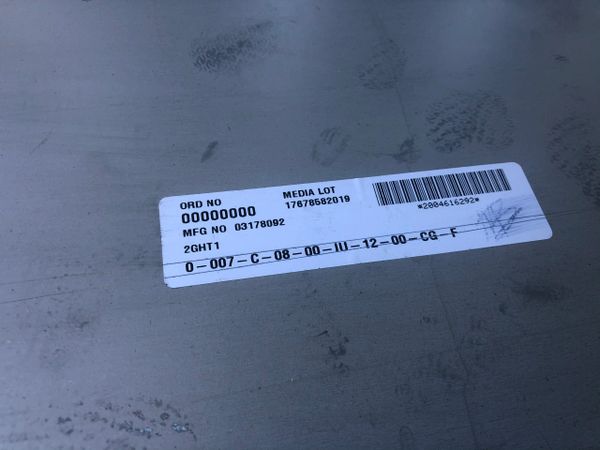 ORD NO MEDIA LOT
00000000 17678582019
MFG NO 03178092
*2004616292*
2GHT1
0-007-C-08-00-IU-12-00-CG-F